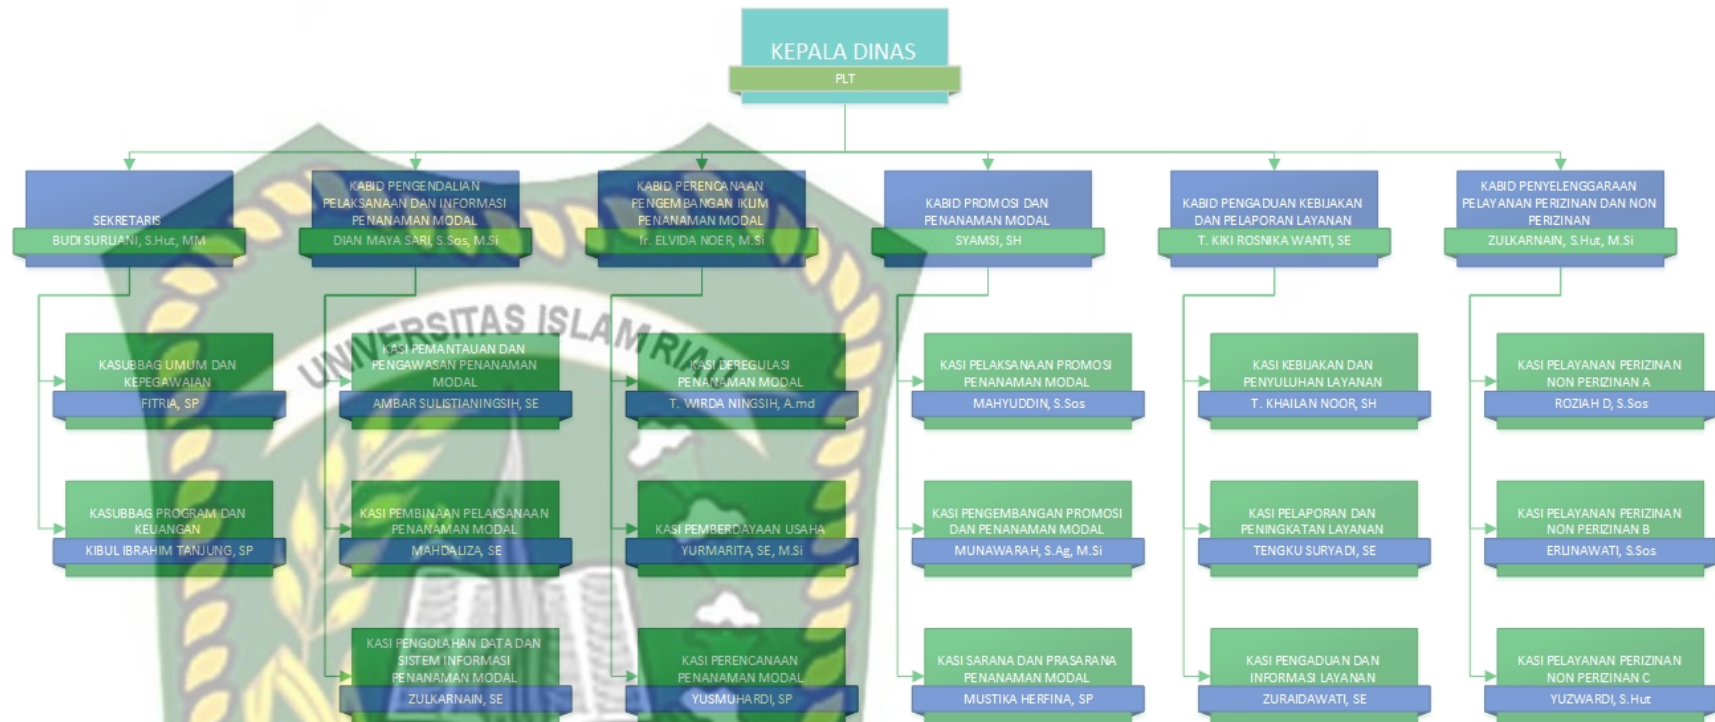 KEPALA DINAS
PLT
SEKRETARIS
BUDI SURLIANI, S.Hut, MM
KABID PENGENDALIAN
PELAKSANAAN DAN INFORMASI
PENANAMAN MODAL
DIAN MAYA SARI, S.Sos, M.Si
KABID PERENCANAAN
PENGEMBANGAN IKLIM
PENANAMAN MODAL
Ir. ELVIDA NOER, M.Si
KABID PROMOSI DAN
PENANAMAN MODAL
SYAMSI, SH
KABID PENGADUAN KEBIJAKAN
DAN PELAPORAN LAYANAN
T. KIKI ROSNIKA WANTI, SE
KABID PENYELENGGARAAN
PELAYANAN PERIZINAN DAN NON
PERIZINAN
ZULKARNAIN, S.Hut, M.Si
UNIVERSITAS ISLAM RIAU
KASUBBAG UMUM DAN
KEPEGAWAIAN
FITRIA, SP
KASI PEMANTAUAN DAN
PENGAWASAN PENANAMAN
MODAL
AMBAR SULISTIANINGSIH, SE
KASI DEREGULASI
PENANAMAN MODAL
T. WIRDA NINGSIH, A.md
KASI PELAKSANAAN PROMOSI
PENANAMAN MODAL
MAHYUDDIN, S.Sos
KASI KEBIJAKAN DAN
PENYULUHAN LAYANAN
T. KHAILAN NOOR, SH
KASI PELAYANAN PERIZINAN
NON PERIZINAN A
ROZIAH D, S.Sos
KASUBBAG PROGRAM DAN
KEUANGAN
KIBUL IBRAHIM TANJUNG, SP
KASI PEMBINAAN PELAKSANAAN
PENANAMAN MODAL
MAHDALIZA, SE
KASI PEMBERDAYAAN USAHA
YURMARITA, SE, M.Si
KASI PENGEMBANGAN PROMOSI
DAN PENANAMAN MODAL
MUNAWARAH, S.Ag, M.Si
KASI PELAPORAN DAN
PENINGKATAN LAYANAN
TENGKU SURYADI, SE
KASI PELAYANAN PERIZINAN
NON PERIZINAN B
ERLINAWATI, S.Sos
KASI PENGOLAHAN DATA DAN
SISTEM INFORMASI
PENANAMAN MODAL
ZULKARNAIN, SE
KASI PERENCANAAN
PENANAMAN MODAL
YUSMUHARDI, SP
KASI SARANA DAN PRASARANA
PENANAMAN MODAL
MUSTIKA HERFINA, SP
KASI PENGADUAN DAN
INFORMASI LAYANAN
ZURAIDAWATI, SE
KASI PELAYANAN PERIZINAN
NON PERIZINAN C
YUZWARDI, S.Hut